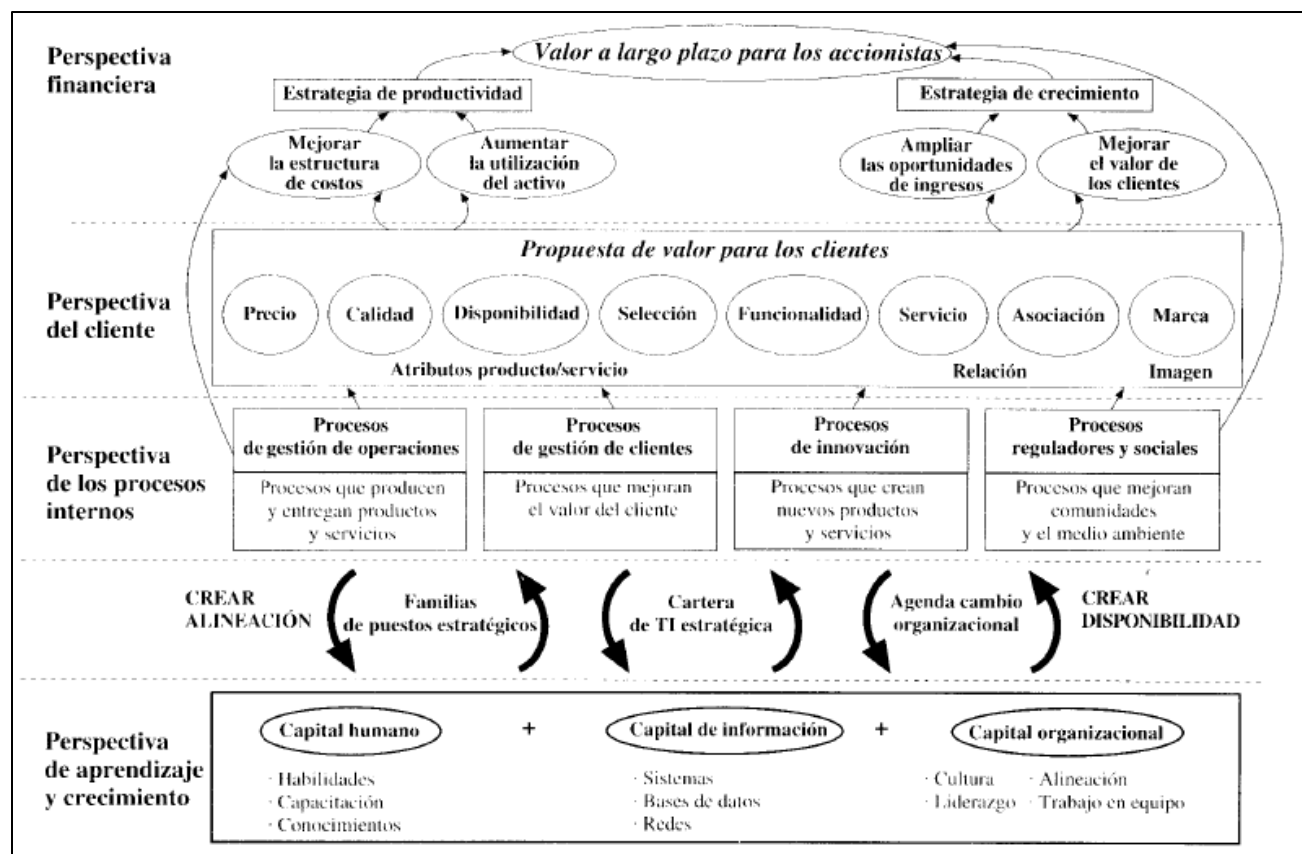 Perspectiva
financiera
Valor a largo plazo para los accionistas
Estrategia de productividad
Estrategia de crecimiento
Mejorar
la estructura
de costos
Aumentar
la utilización
del activo
Ampliar
las oportunidades
de ingresos
Mejorar
el valor de
los clientes
Perspectiva
del cliente
Propuesta de valor para los clientes
Precio
Calidad
Disponibilidad
Selección
Funcionalidad
Servicio
Asociación
Marca
Atributos producto/servicio
Relación
Imagen
Perspectiva
de los procesos
internos
Procesos
de gestión de operaciones
Procesos que producen
y entregan productos
y servicios
Procesos
de gestión de clientes
Procesos que mejoran
el valor del cliente
Procesos
de innovación
Procesos que crean
nuevos productos
y servicios
Procesos
reguladores y sociales
Procesos que mejoran
comunidades
y el medio ambiente
CREAR
ALINEACIÓN
Familias
de puestos estratégicos
Cartera
de TI estratégica
Agenda cambio
organizacional
CREAR
DISPONIBILIDAD
Perspectiva
de aprendizaje
y crecimiento
Capital humano
· Habilidades
· Capacitación
· Conocimientos
+
Capital de información
· Sistemas
· Bases de datos
· Redes
+
Capital organizacional
· Cultura
· Liderazgo
· Alineación
· Trabajo en equipo